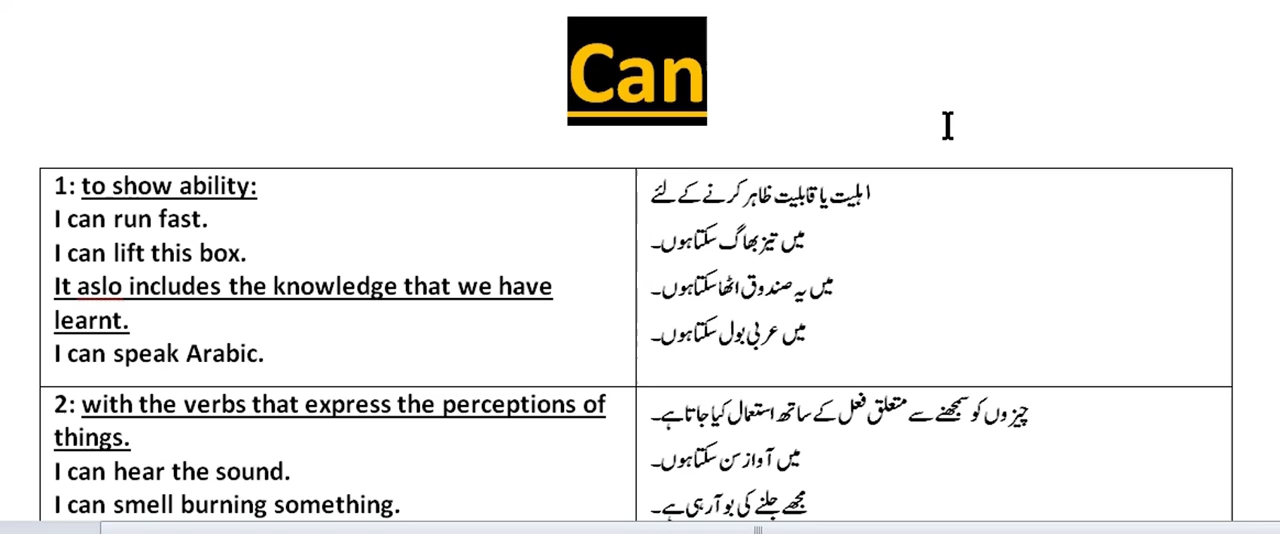 Can
1: to show ability:
I can run fast.
I can lift this box.
It aslo includes the knowledge that we have
learnt.
I can speak Arabic.
اہلیت یا قابلیت ظاہر کرنے کے لئے
میں تیز بھاگ سکتا ہوں۔
میں یہ صندوق اٹھا سکتا ہوں۔
میں عربی بول سکتا ہوں۔
2: with the verbs that express the perceptions of
things.
I can hear the sound.
I can smell burning something.
چیزوں کو سمجھنے سے متعلق فعل کے ساتھ استعمال کیا جاتا ہے۔
میں آواز سن سکتا ہوں۔
مجھے جلنے کی بو آرہی ہے۔